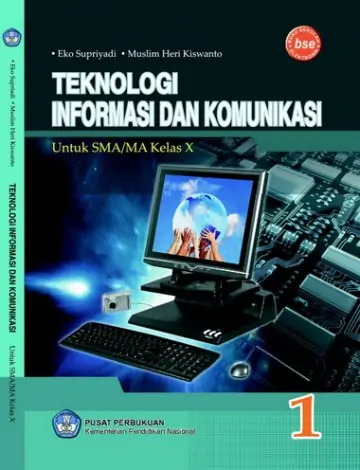 • Eko Supriyadi • Muslim Heri Kiswanto
bse
TEKNOLOGI
INFORMASI DAN KOMUNIKASI
Untuk SMA/MA Kelas X
1
PUSAT PERBUKUAN
Kementerian Pendidikan Nasional
• Eko Supriyadi • Muslim Heri Kiswanto
TEKNOLOGI INFORMASI DAN KOMUNIKASI
Untuk SMA/MA Kelas X